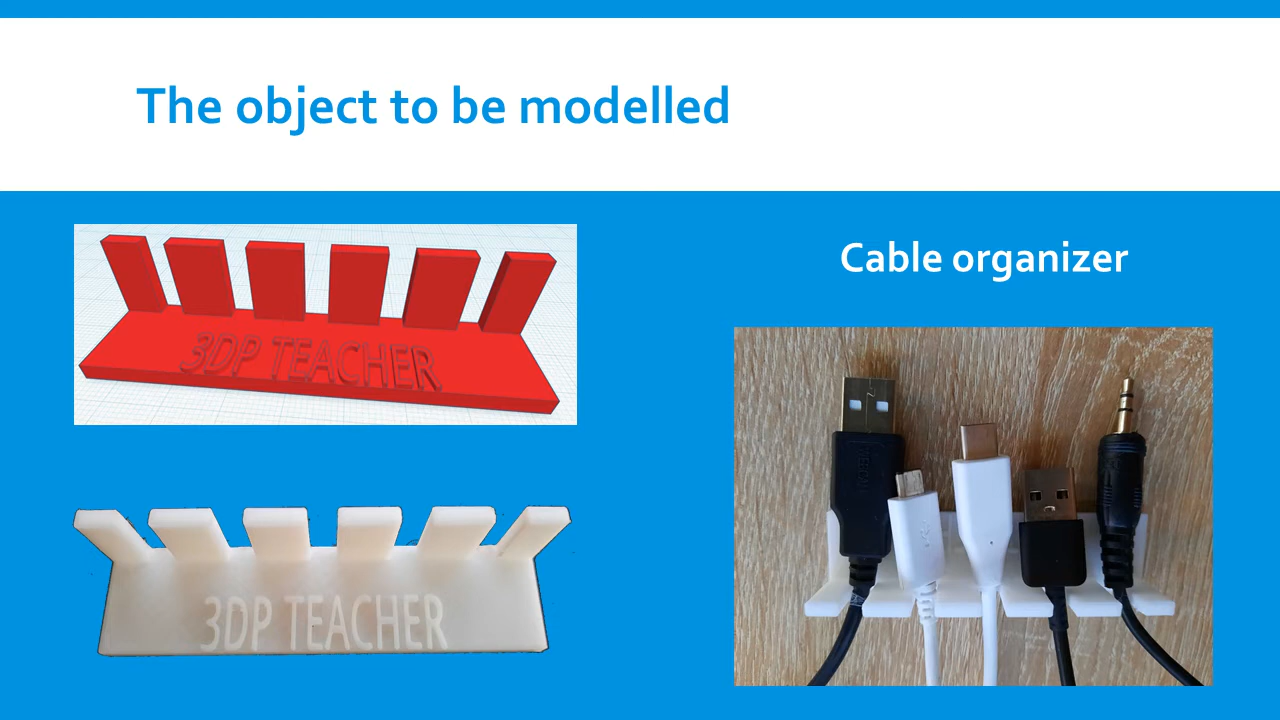 The object to be modelled
Cable organizer
3DP TEACHER
3DP TEACHER